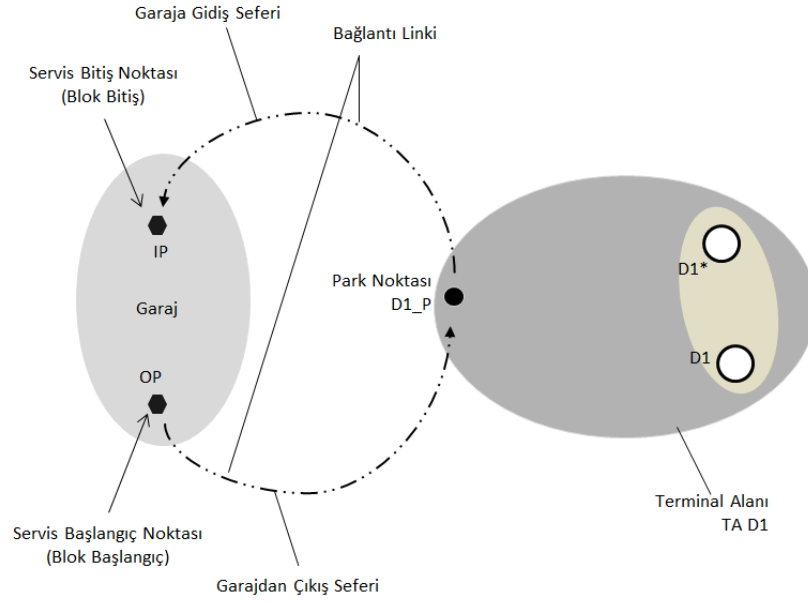 Garaja Gidiş Seferi
Bağlantı Linki
Servis Bitiş Noktası
(Blok Bitiş)
IP
Garaj
OP
Park Noktası
D1_P
D1*
D1
Servis Başlangıç Noktası
(Blok Başlangıç)
Terminal Alanı
TA D1
Garajdan Çıkış Seferi